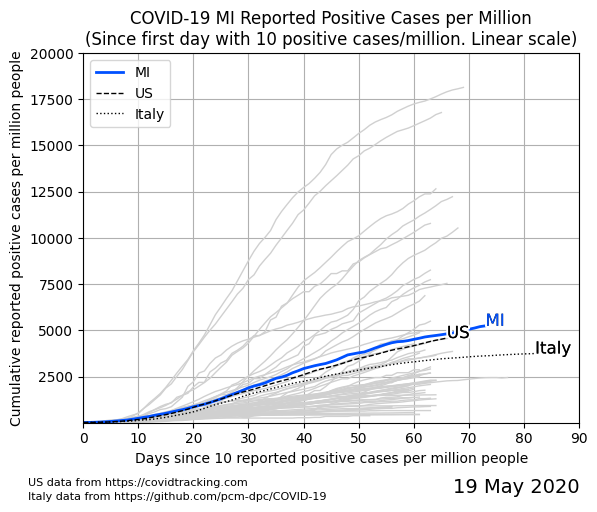 COVID-19 MI Reported Positive Cases per Million
(Since first day with 10 positive cases/million. Linear scale)
Cumulative reported positive cases per million people
20000
17500
15000
12500
10000
7500
5000
2500
MI
US
Italy
MI
US
Italy
0 10 20 30 40 50 60 70 80 90
Days since 10 reported positive cases per million people
US data from https://covidtracking.com
Italy data from https://github.com/pcm-dpc/COVID-19
19 May 2020